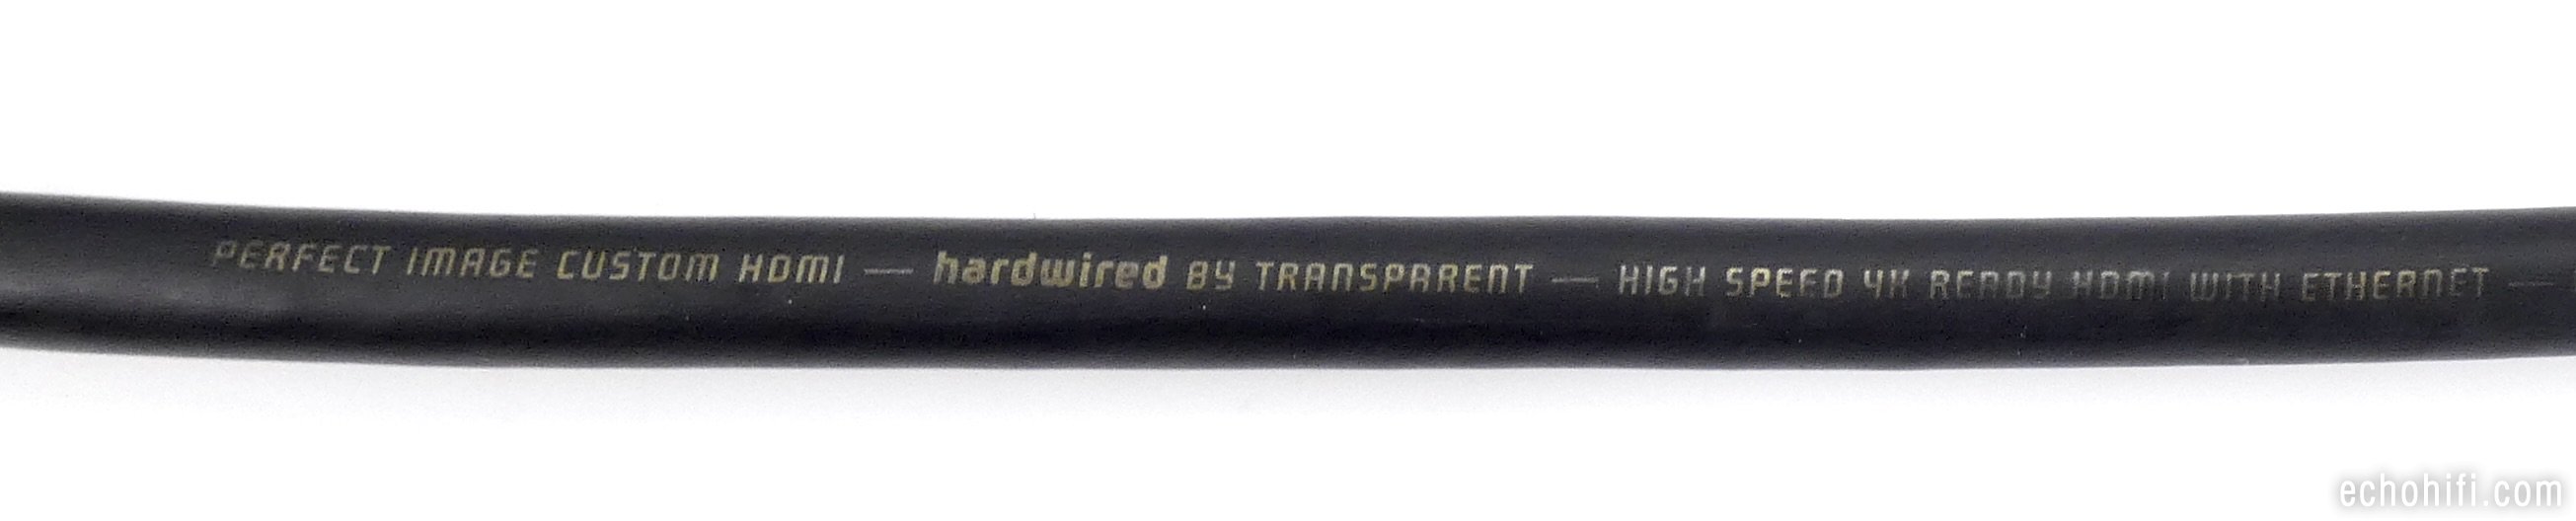 PERFECT IMAGE CUSTOM HDMI — hardwired BY TRANSPARENT — HIGH SPEED 4K READY HDMI WITH ETHERNET —
echohifi.com